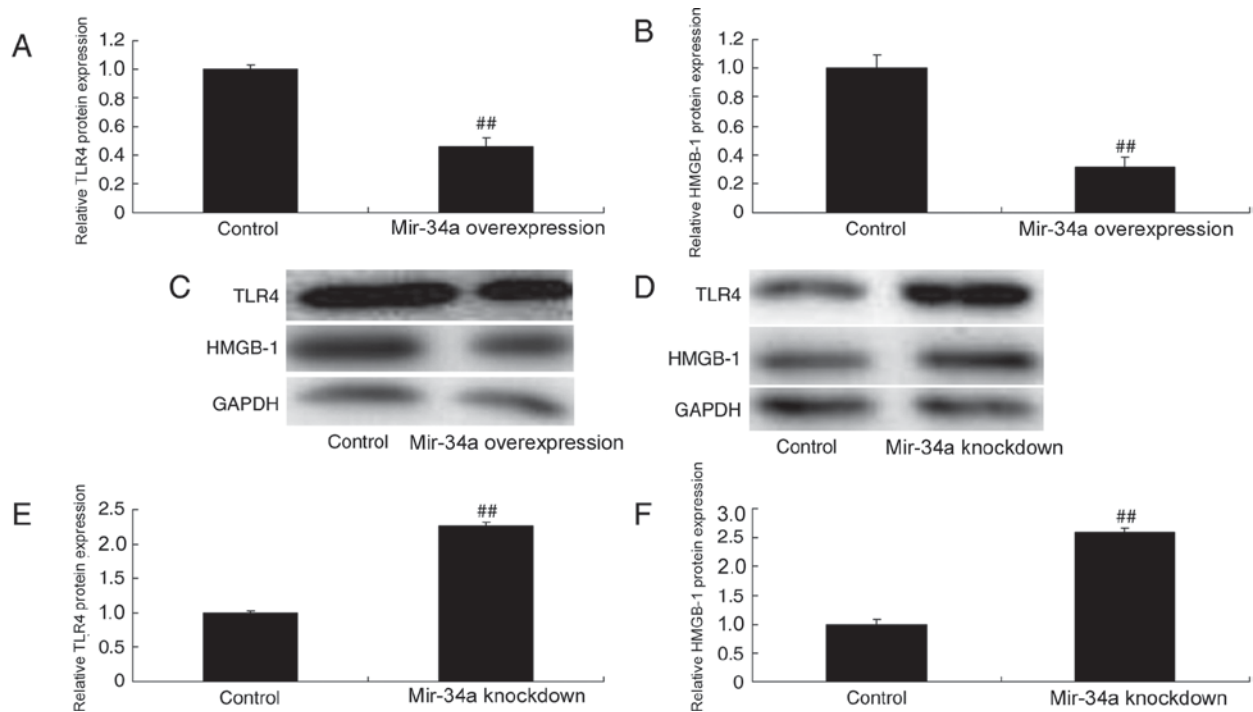 A
Relative TLR4 protein expression
1.2
1.0
0.8
0.6
0.4
0.2
0
##
Control
Mir-34a overexpression
B
Relative HMGB-1 protein expression
1.2
1.0
0.8
0.6
0.4
0.2
0
##
Control
Mir-34a overexpression
C
TLR4
HMGB-1
GAPDH
Control
Mir-34a overexpression
D
TLR4
HMGB-1
GAPDH
Control
Mir-34a knockdown
E
Relative TLR4 protein expression
2.5
2.0
1.5
1.0
0.5
0
##
Control
Mir-34a knockdown
F
Relative HMGB-1 protein expression
3.0
2.5
2.0
1.5
1.0
0.5
0
##
Control
Mir-34a knockdown